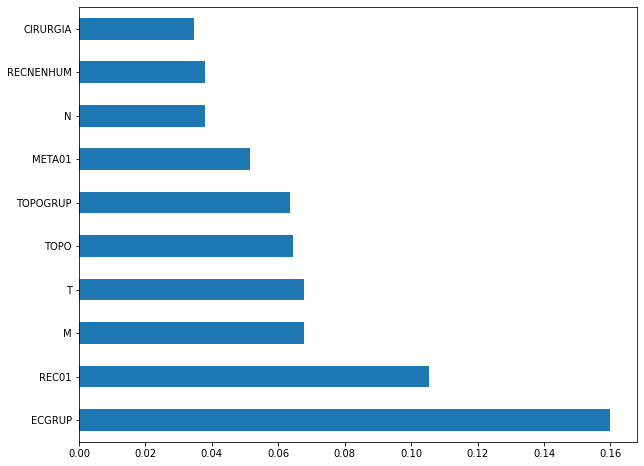 CIRURGIA
RECNENHUM
N
META01
TOPOGRUP
TOPO
T
M
REC01
ECGRUP
0.00 0.02 0.04 0.06 0.08 0.10 0.12 0.14 0.16